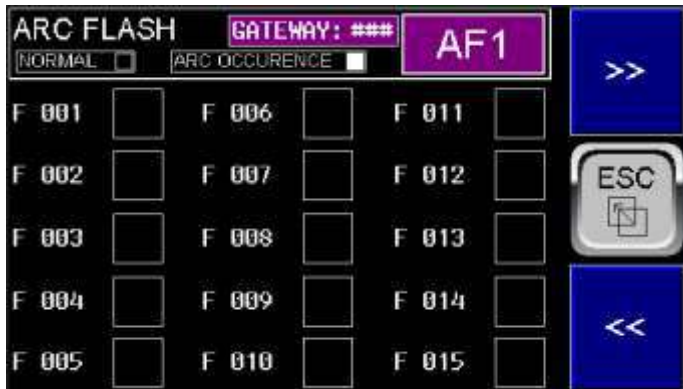 ARC FLASH GATEWAY: ### AF1
NORMAL ARC OCCURENCE
>>
F 001 F 006 F 011
F 002 F 007 F 012
ESC
F 003 F 008 F 013
F 004 F 009 F 014
<<
F 005 F 010 F 015